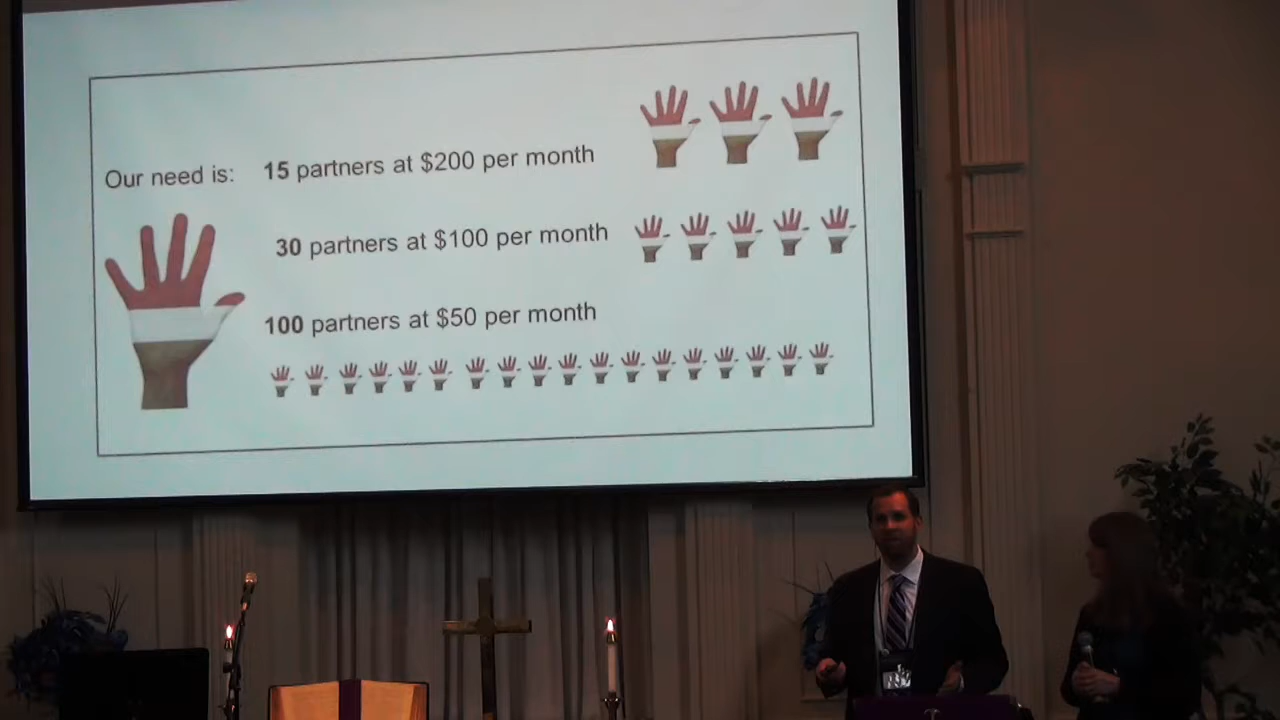 Our need is: 15 partners at $200 per month
30 partners at $100 per month
100 partners at $50 per month